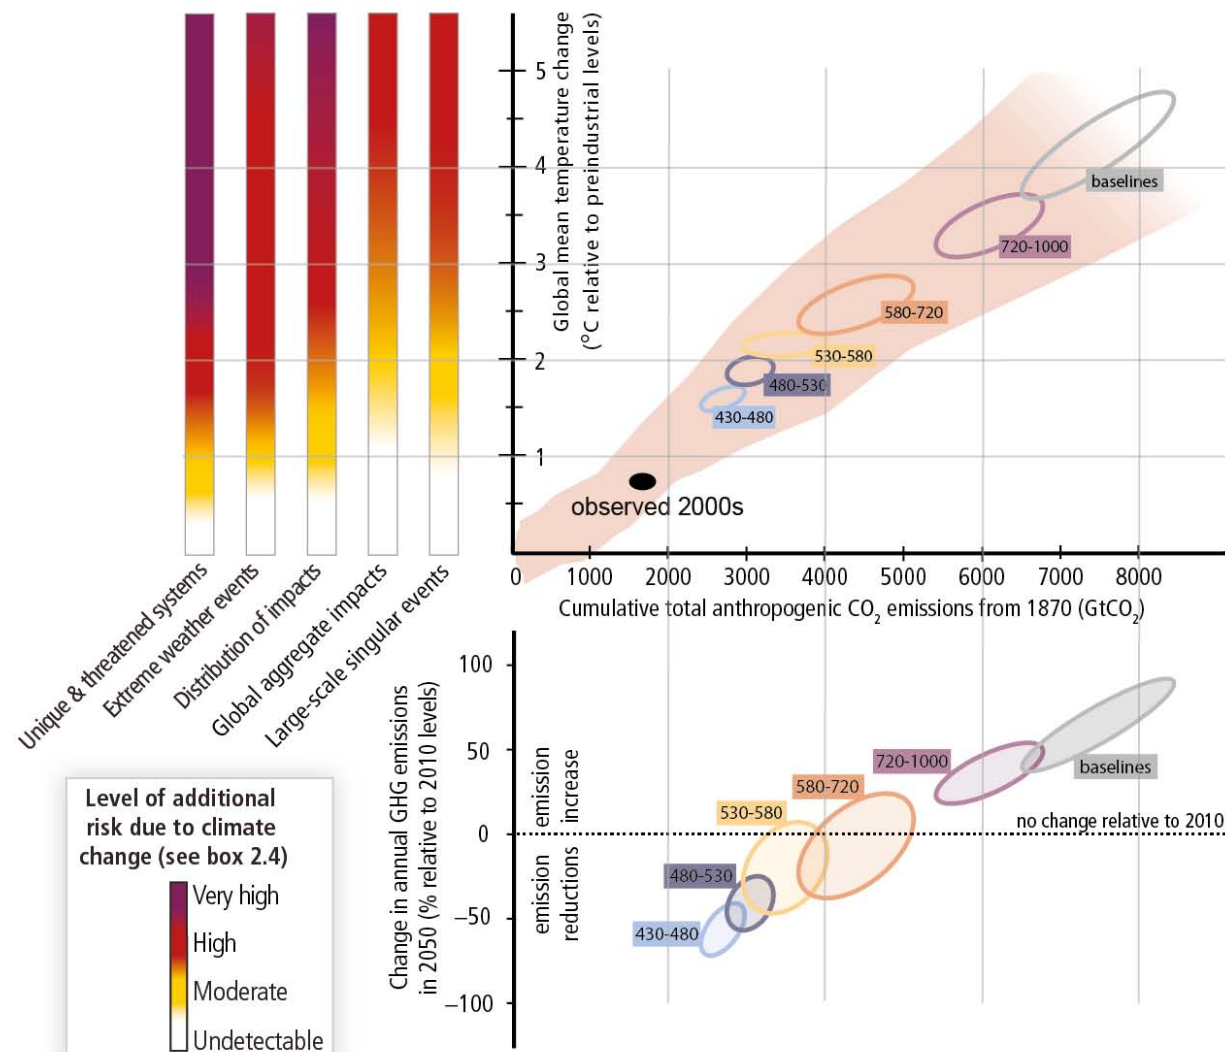 Global mean temperature change
(°C relative to preindustrial levels)
5
4
3
2
1
baselines
720-1000
580-720
530-580
480-530
430-480
observed 2000s
0 1000 2000 3000 4000 5000 6000 7000 8000
Cumulative total anthropogenic CO₂ emissions from 1870 (GtCO₂)
Unique & threatened systems
Extreme weather events
Distribution of impacts
Global aggregate impacts
Large-scale singular events
Level of additional
risk due to climate
change (see box 2.4)
Very high
High
Moderate
Undetectable
Change in annual GHG emissions
in 2050 (% relative to 2010 levels)
100
50
0
−50
−100
emission
increase
emission
reductions
720-1000
baselines
580-720
530-580
no change relative to 2010
480-530
430-480